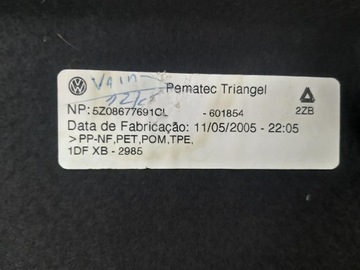 Pematec Triangel
NP: 5Z08677691CL - 601854 2ZB
Data de Fabricação: 11/05/2005 - 22:05
>PP-NF,PET,POM,TPE,
1DF XB - 2985